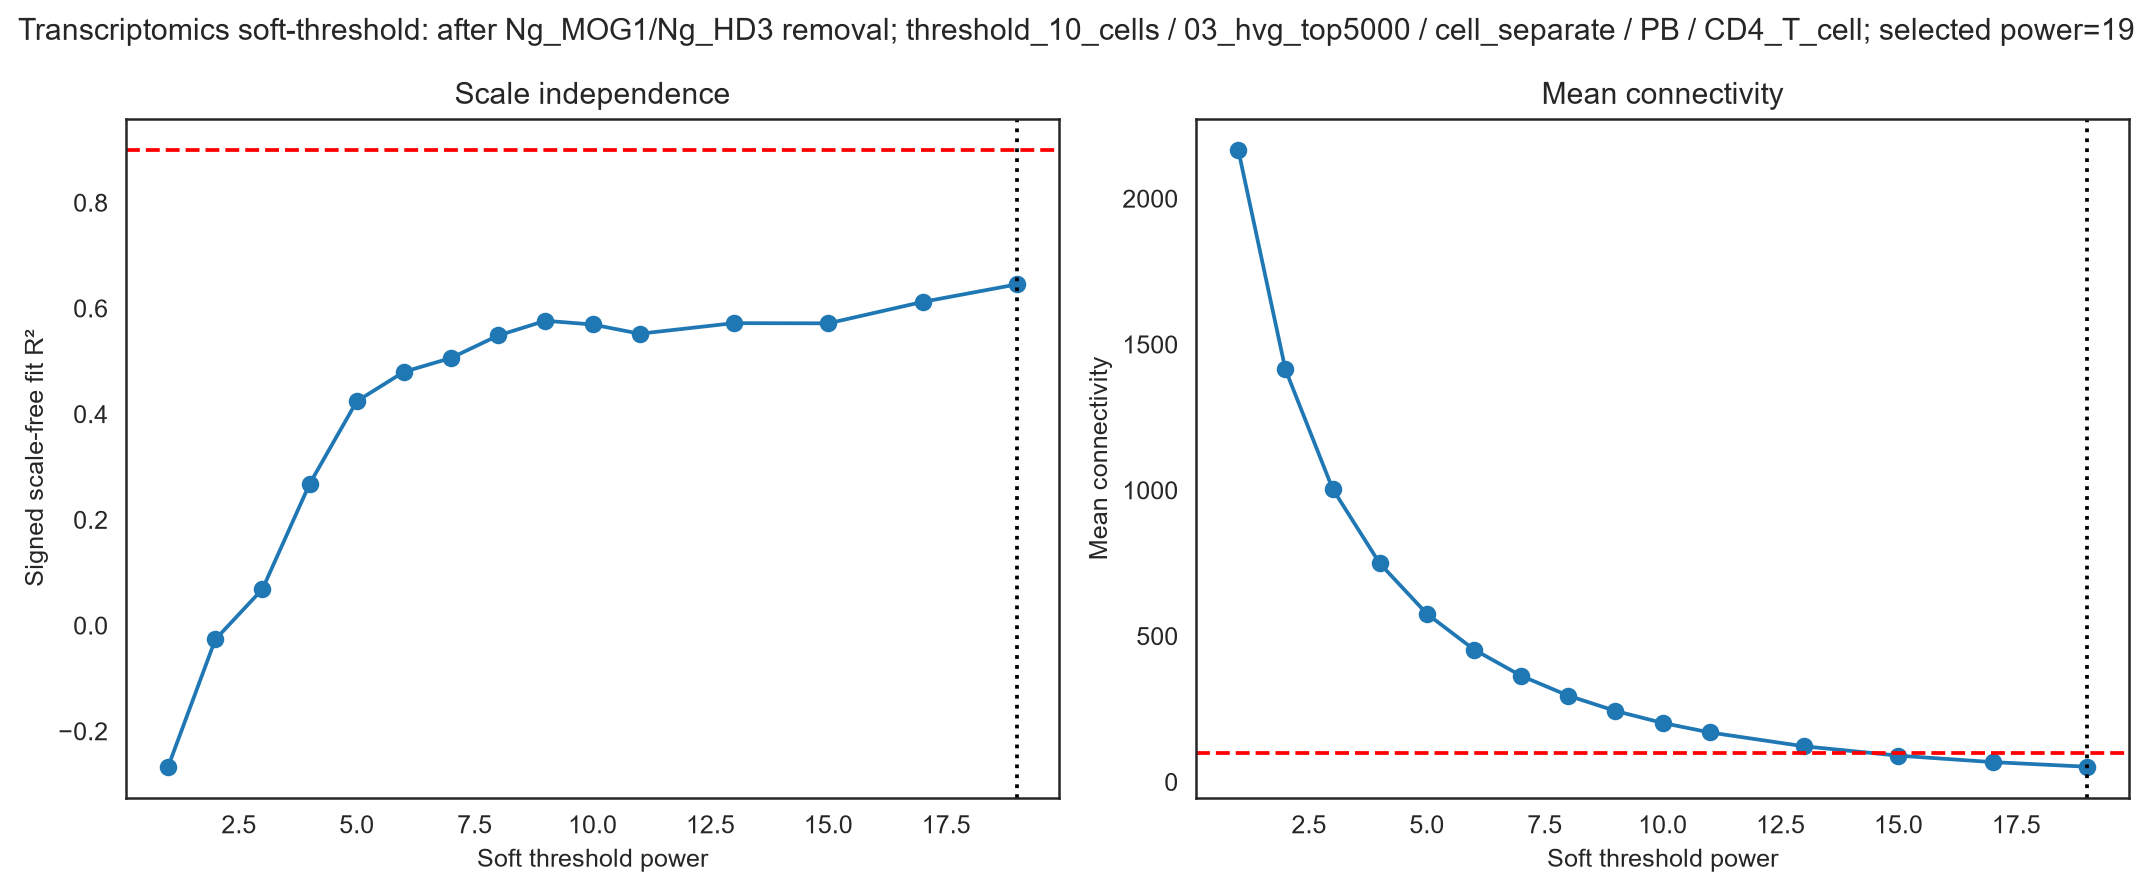 Transcriptomics soft-threshold: after Ng_MOG1/Ng_HD3 removal; threshold_10_cells / 03_hvg_top5000 / cell_separate / PB / CD4_T_cell; selected power=19
Scale independence
Signed scale-free fit R²
0.8
0.6
0.4
0.2
0.0
−0.2
2.5 5.0 7.5 10.0 12.5 15.0 17.5
Soft threshold power
Mean connectivity
Mean connectivity
2000
1500
1000
500
0
2.5 5.0 7.5 10.0 12.5 15.0 17.5
Soft threshold power